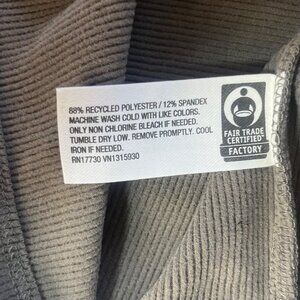 88% RECYCLED POLYESTER / 12% SPANDEX
MACHINE WASH COLD WITH LIKE COLORS.
ONLY NON CHLORINE BLEACH IF NEEDED.
TUMBLE DRY LOW. REMOVE PROMPTLY. COOL
IRON IF NEEDED.
RN17730 VN1315930
FAIR TRADE
CERTIFIED™
FACTORY